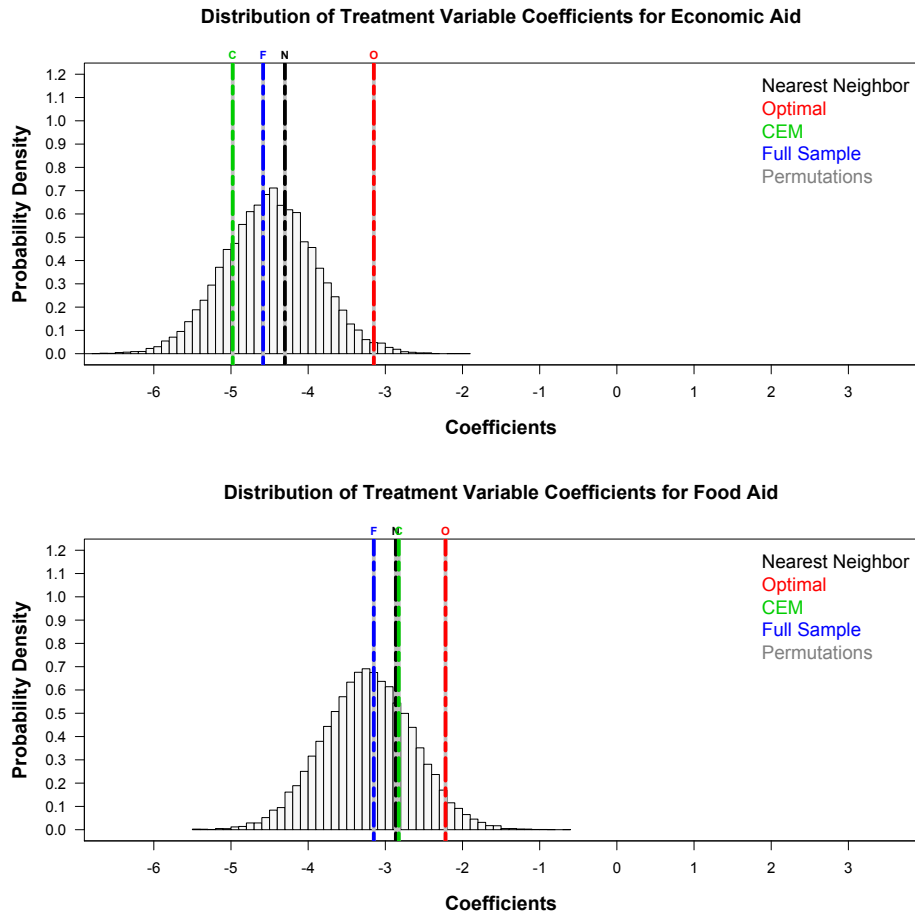 Distribution of Treatment Variable Coefficients for Economic Aid
C F N O
1.2
1.1
1.0
0.9
0.8
0.7
0.6
0.5
0.4
0.3
0.2
0.1
0.0
Probability Density
Nearest Neighbor
Optimal
CEM
Full Sample
Permutations
-6 -5 -4 -3 -2 -1 0 1 2 3
Coefficients
Distribution of Treatment Variable Coefficients for Food Aid
F N C O
1.2
1.1
1.0
0.9
0.8
0.7
0.6
0.5
0.4
0.3
0.2
0.1
0.0
Probability Density
Nearest Neighbor
Optimal
CEM
Full Sample
Permutations
-6 -5 -4 -3 -2 -1 0 1 2 3
Coefficients